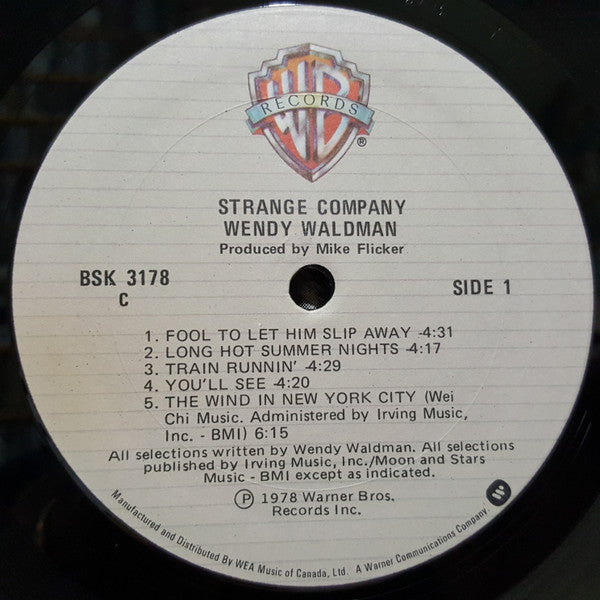 WB
RECORDS
®
STRANGE COMPANY
WENDY WALDMAN
Produced by Mike Flicker
BSK 3178
C
SIDE 1
1. FOOL TO LET HIM SLIP AWAY -4:31
2. LONG HOT SUMMER NIGHTS -4:17
3. TRAIN RUNNIN' -4:29
4. YOU'LL SEE -4:20
5. THE WIND IN NEW YORK CITY (Wei
Chi Music. Administered by Irving Music,
Inc. - BMI) 6:15
All selections written by Wendy Waldman. All selections
published by Irving Music, Inc./Moon and Stars
Music - BMI except as indicated.
Ⓟ 1978 Warner Bros.
Records Inc.
Manufactured and Distributed By WEA Music of Canada, Ltd. A Warner Communications Company.